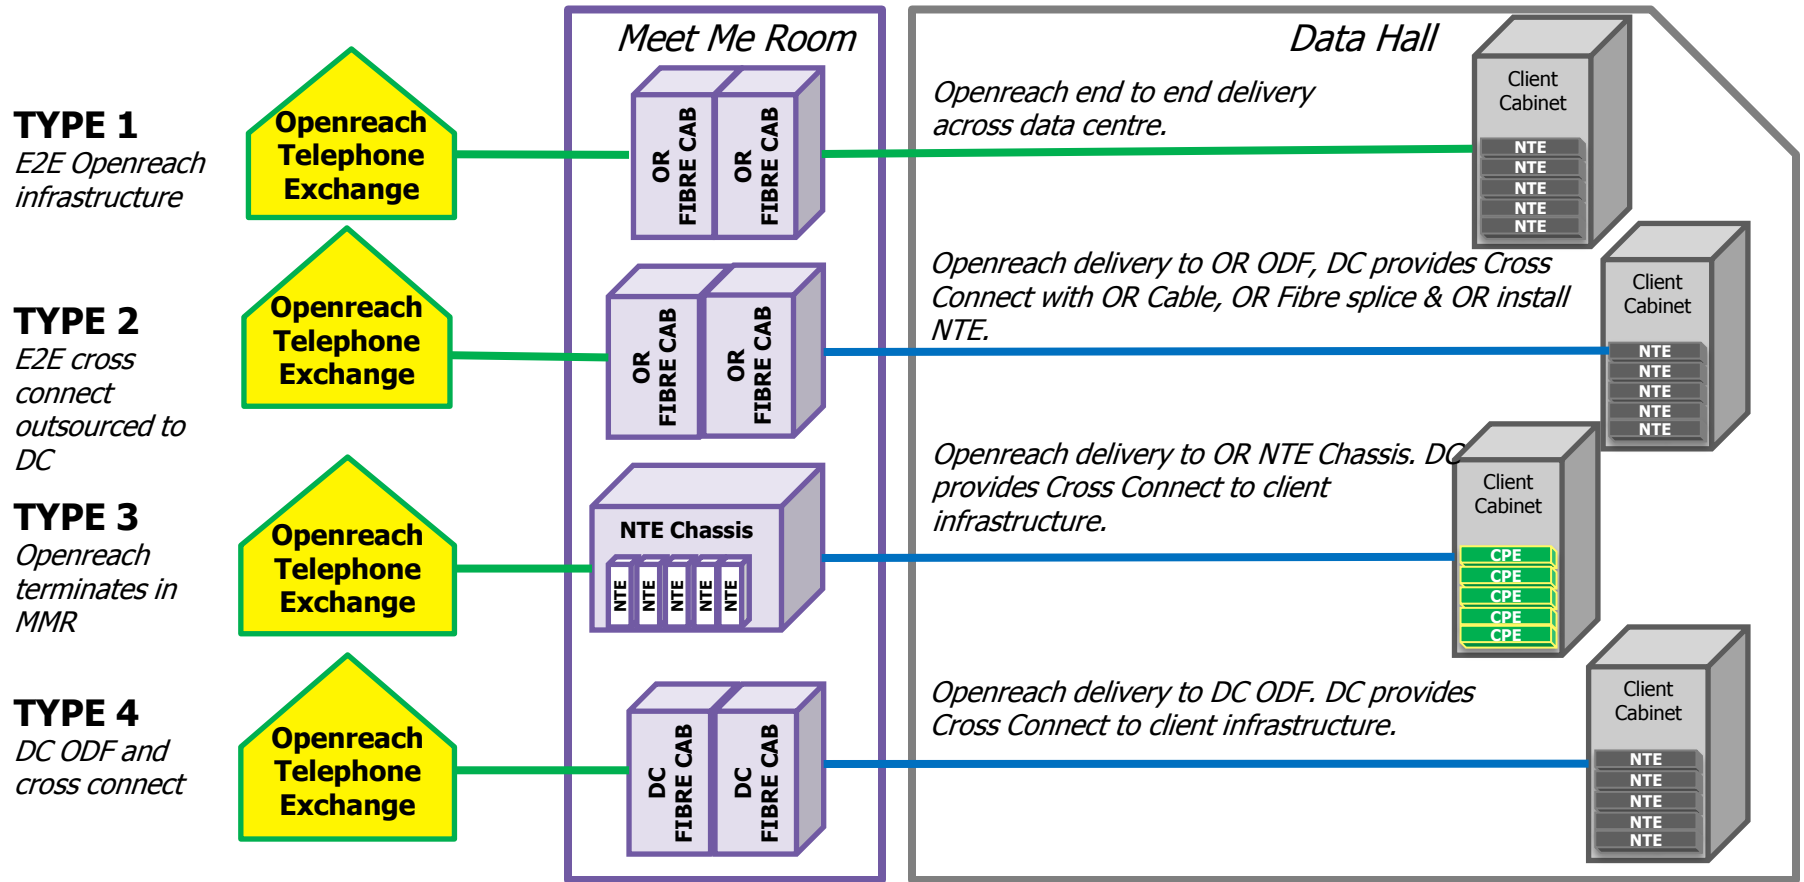 Meet Me Room
Data Hall
TYPE 1
E2E Openreach
infrastructure
Openreach
Telephone
Exchange
OR
FIBRE CAB
OR
FIBRE CAB
Openreach end to end delivery
across data centre.
Client
Cabinet
NTE
NTE
NTE
NTE
NTE
TYPE 2
E2E cross
connect
outsourced to
DC
Openreach
Telephone
Exchange
OR
FIBRE CAB
OR
FIBRE CAB
Openreach delivery to OR ODF, DC provides Cross
Connect with OR Cable, OR Fibre splice & OR install
NTE.
Client
Cabinet
NTE
NTE
NTE
NTE
NTE
TYPE 3
Openreach
terminates in
MMR
Openreach
Telephone
Exchange
NTE Chassis
NTE
NTE
NTE
NTE
NTE
Openreach delivery to OR NTE Chassis. DC
provides Cross Connect to client
infrastructure.
Client
Cabinet
CPE
CPE
CPE
CPE
CPE
TYPE 4
DC ODF and
cross connect
Openreach
Telephone
Exchange
DC
FIBRE CAB
DC
FIBRE CAB
Openreach delivery to DC ODF. DC provides
Cross Connect to client infrastructure.
Client
Cabinet
NTE
NTE
NTE
NTE
NTE